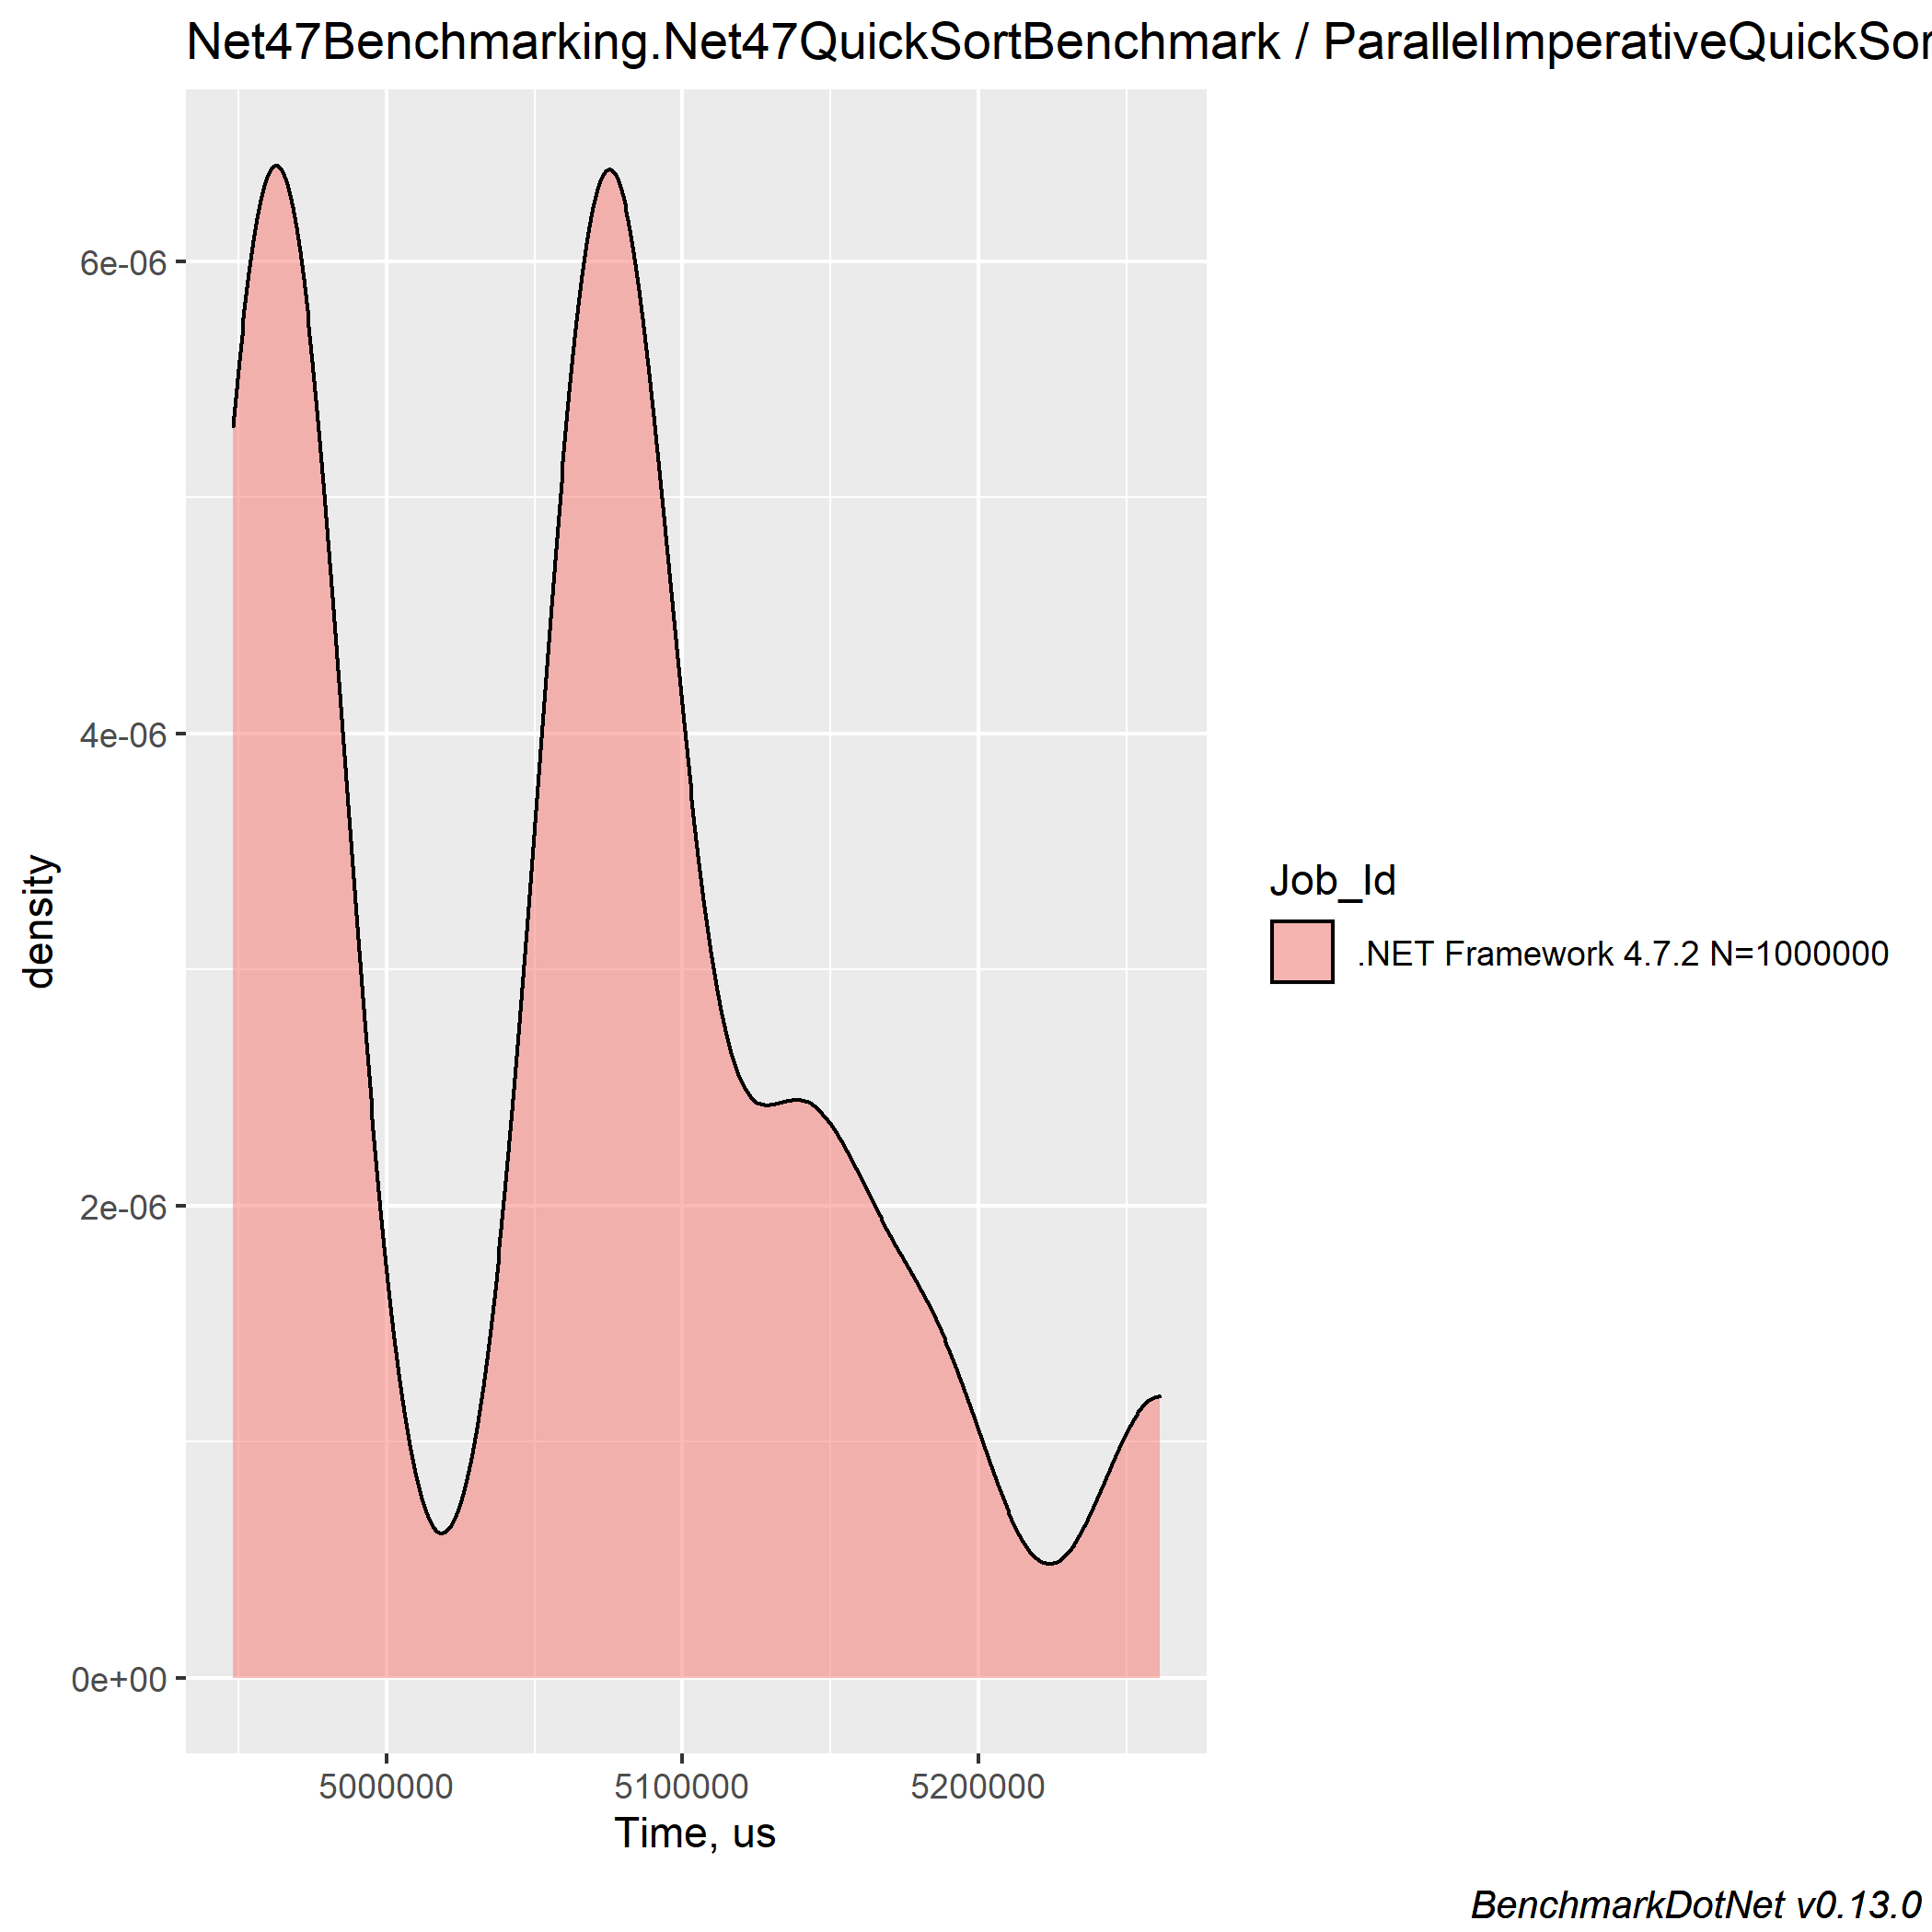 Net47Benchmarking.Net47QuickSortBenchmark / ParallelImperativeQuickSor
6e-06
4e-06
2e-06
0e+00
density
5000000 5100000 5200000
Time, us
Job_Id
.NET Framework 4.7.2 N=1000000
BenchmarkDotNet v0.13.0